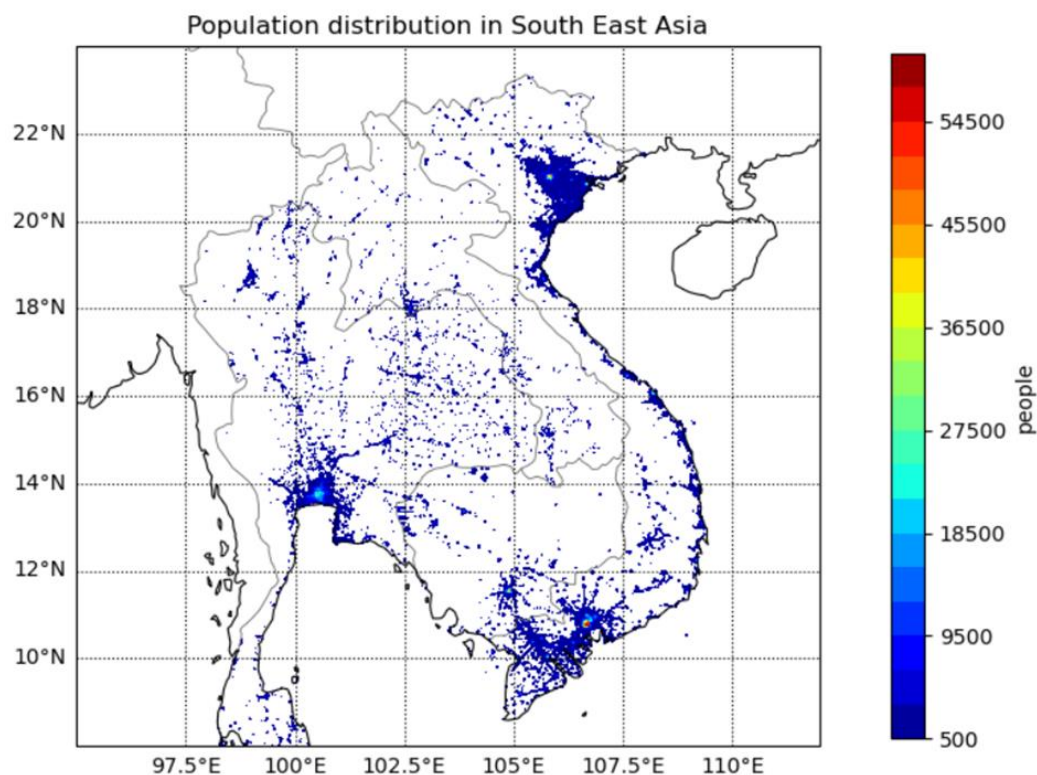 Population distribution in South East Asia
22°N
20°N
18°N
16°N
14°N
12°N
10°N
97.5°E 100°E 102.5°E 105°E 107.5°E 110°E
54500
45500
36500
27500
18500
9500
500
people